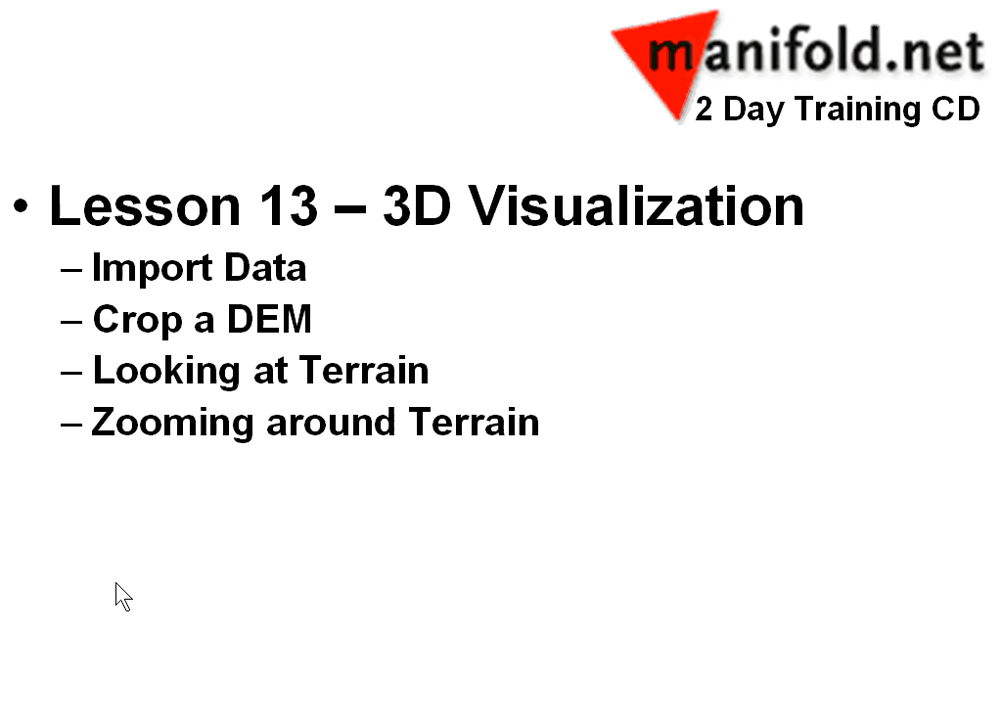 manifold.net
2 Day Training CD
• Lesson 13 – 3D Visualization
– Import Data
– Crop a DEM
– Looking at Terrain
– Zooming around Terrain